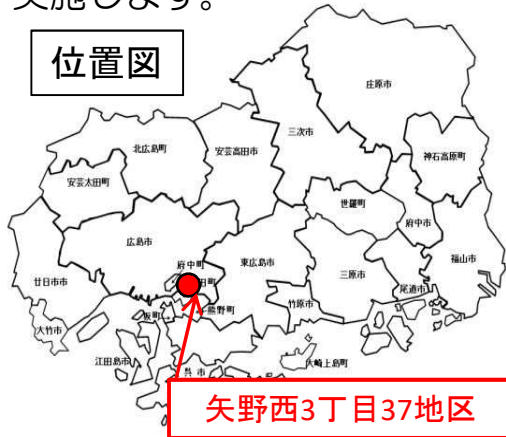 実施します。
位置図
庄原市
三次市
北広島町
安芸高田市
神石高原町
安芸太田町
世羅町
府中市
広島市
東広島市
福山市
府中町
三原市
廿日市市
田町
尾道市
坂町
熊野町
竹原市
大竹市
江田島市
大崎上島町
呉市
矢野西3丁目37地区